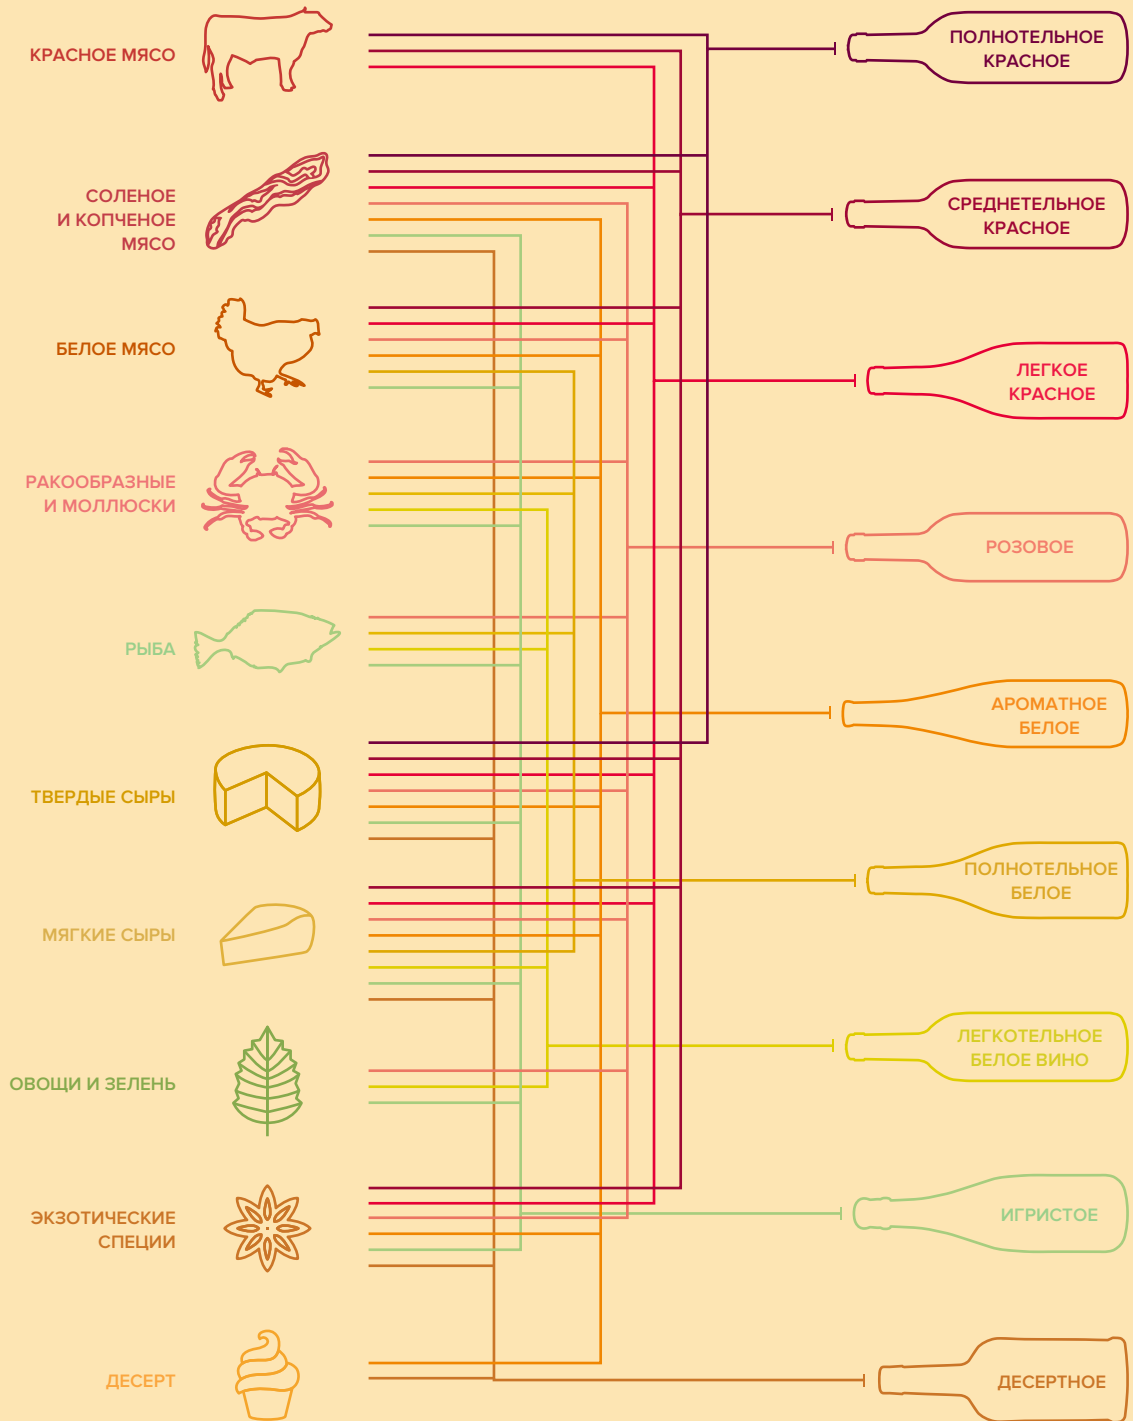 КРАСНОЕ МЯСО
СОЛЕНОЕ
И КОПЧЕНОЕ
МЯСО
БЕЛОЕ МЯСО
РАКООБРАЗНЫЕ
И МОЛЛЮСКИ
РЫБА
ТВЕРДЫЕ СЫРЫ
МЯГКИЕ СЫРЫ
ОВОЩИ И ЗЕЛЕНЬ
ЭКЗОТИЧЕСКИЕ
СПЕЦИИ
ДЕСЕРТ
ПОЛНОТЕЛЬНОЕ
КРАСНОЕ
СРЕДНЕТЕЛЬНОЕ
КРАСНОЕ
ЛЕГКОЕ
КРАСНОЕ
РОЗОВОЕ
АРОМАТНОЕ
БЕЛОЕ
ПОЛНОТЕЛЬНОЕ
БЕЛОЕ
ЛЕГКОТЕЛЬНОЕ
БЕЛОЕ ВИНО
ИГРИСТОЕ
ДЕСЕРТНОЕ